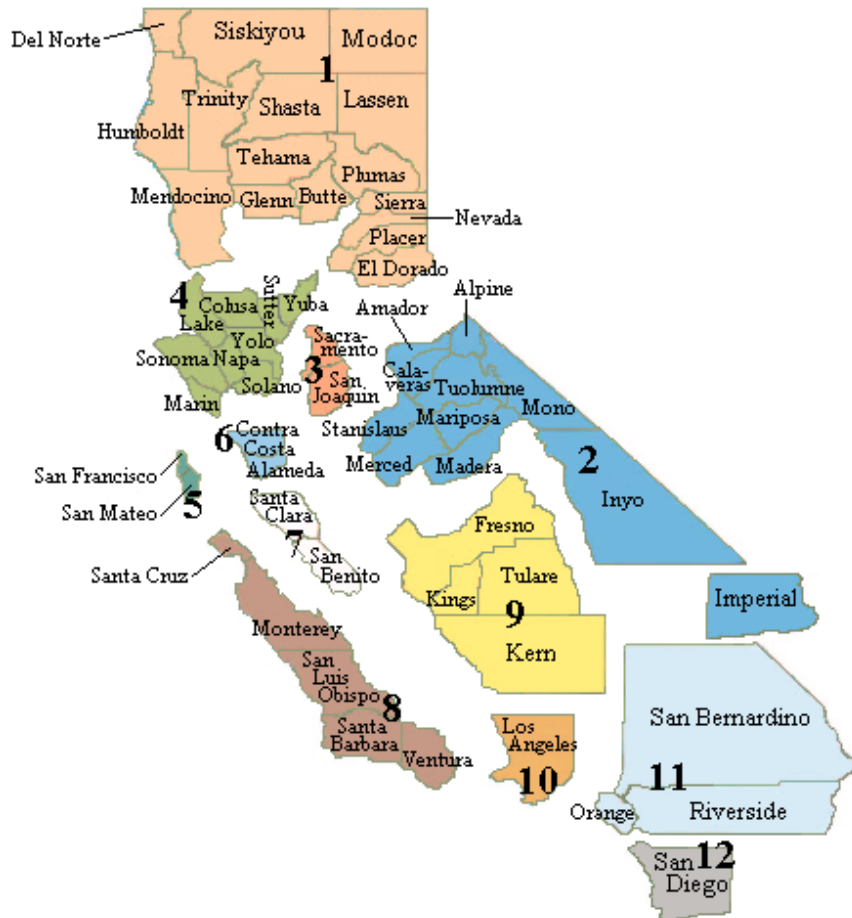 Del Norte
Siskiyou
Modoc
1
Trinity
Shasta
Lassen
Humboldt
Tehama
Plumas
Mendocino
Glenn
Butte
Sierra
Nevada
Placer
El Dorado
4
Colusa
Sutter
Yuba
Lake
Yolo
Sonoma
Napa
Solano
Marin
Alpine
Amador
Sacra-
mento
3
San
Joaquin
Cala-
veras
Tuolumne
Mono
Mariposa
Stanislaus
Merced
Madera
2
Inyo
6
Contra
Costa
Alameda
San Francisco
San Mateo
5
Santa
Clara
7
San
Benito
Santa Cruz
Fresno
Tulare
Kings
9
Kern
Imperial
Monterey
San
Luis
Obispo
8
Santa
Barbara
Ventura
Los
Angeles
10
San Bernardino
11
Orange
Riverside
12
San
Diego